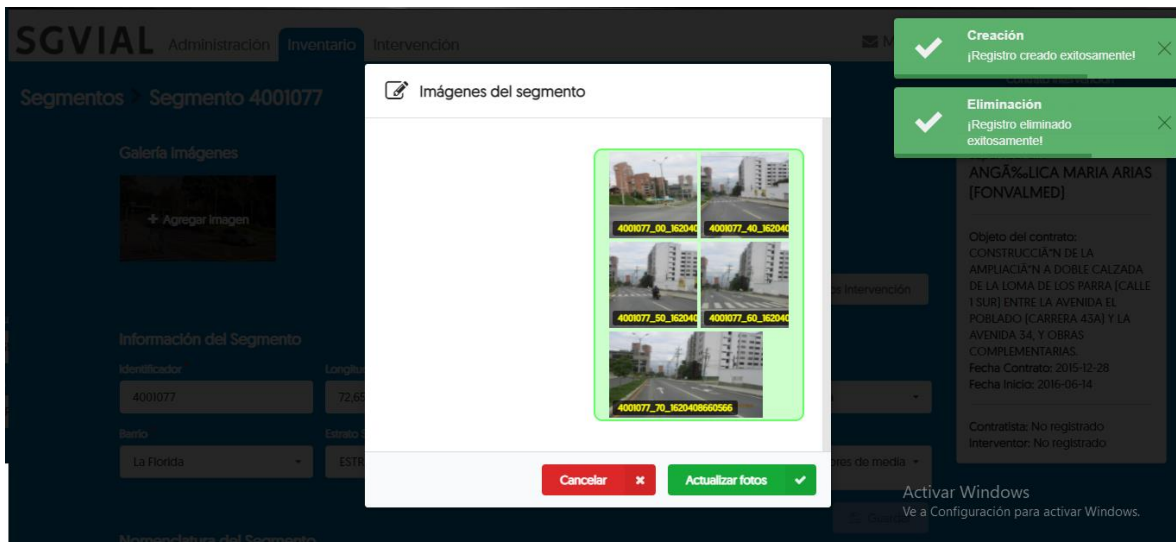 SGVIAL
Administración
Inventario
Intervención
Segmentos
Segmento 4001077
Galería Imágenes
+ Agregar imagen
Información del Segmento
Identificador
4001077
Barrio
La Florida
Imágenes del segmento
4001077_00_16204
4001077_40_162040
4001077_50_162040
4001077_60_162040
4001077_70_1620408660566
Cancelar
Actualizar fotos
Creación
¡Registro creado exitosamente!
Eliminación
¡Registro eliminado
exitosamente!
ANGÃ‰LICA MARIA ARIAS
[FONVALMED]
Objeto del contrato:
CONSTRUCCIÃ“N DE LA
AMPLIACIÃ“N A DOBLE CALZADA
DE LA LOMA DE LOS PARRA [CALLE
1 SUR] ENTRE LA AVENIDA EL
POBLADO [CARRERA 43A] Y LA
AVENIDA 34, Y OBRAS
COMPLEMENTARIAS.
Fecha Contrato: 2015-12-28
Fecha Inicio: 2016-06-14
Contratista: No registrado
Interventor: No registrado
Activar Windows
Ve a Configuración para activar Windows.
Nomenclatura del Segmento